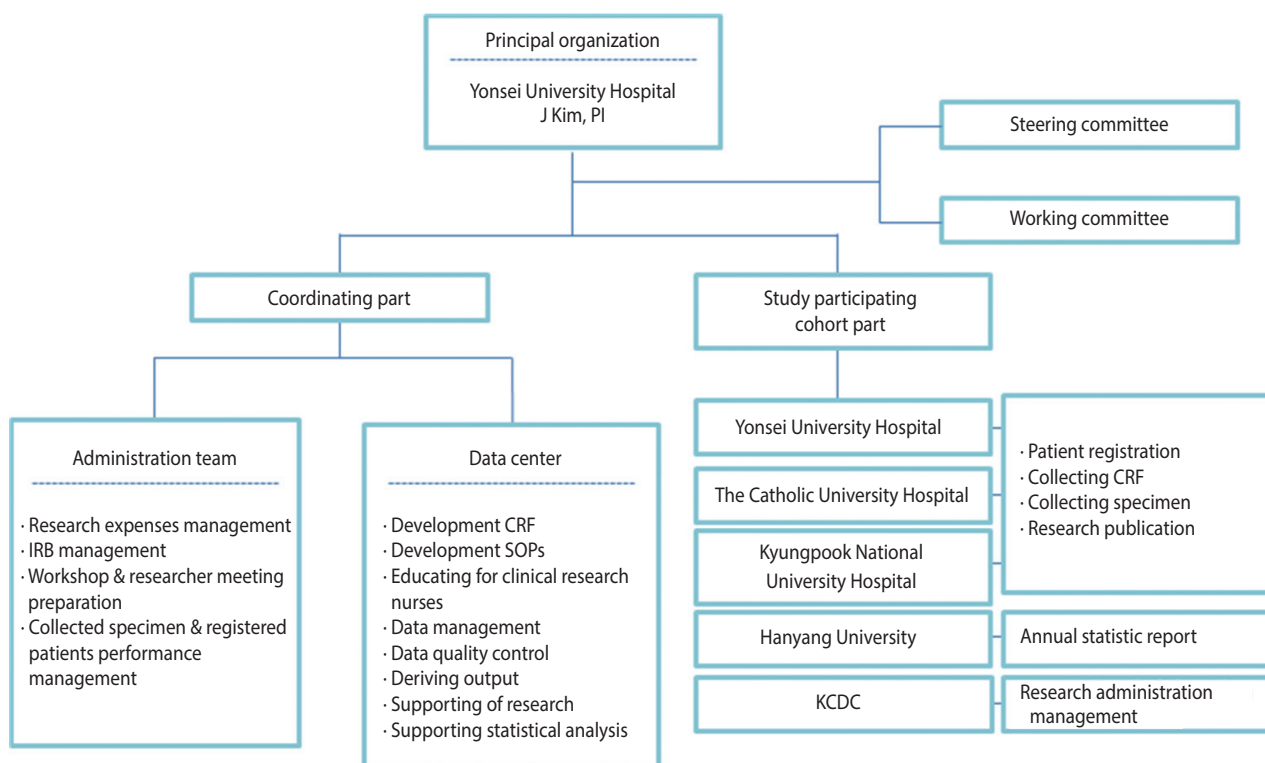 Principal organization
Yonsei University Hospital
J Kim, PI
Steering committee
Working committee
Coordinating part
Study participating
cohort part
Administration team
· Research expenses management
· IRB management
· Workshop & researcher meeting
preparation
· Collected specimen & registered
patients performance
management
Data center
· Development CRF
· Development SOPs
· Educating for clinical research
nurses
· Data management
· Data quality control
· Deriving output
· Supporting of research
· Supporting statistical analysis
Yonsei University Hospital
The Catholic University Hospital
Kyungpook National
University Hospital
· Patient registration
· Collecting CRF
· Collecting specimen
· Research publication
Hanyang University
Annual statistic report
KCDC
Research administration
management